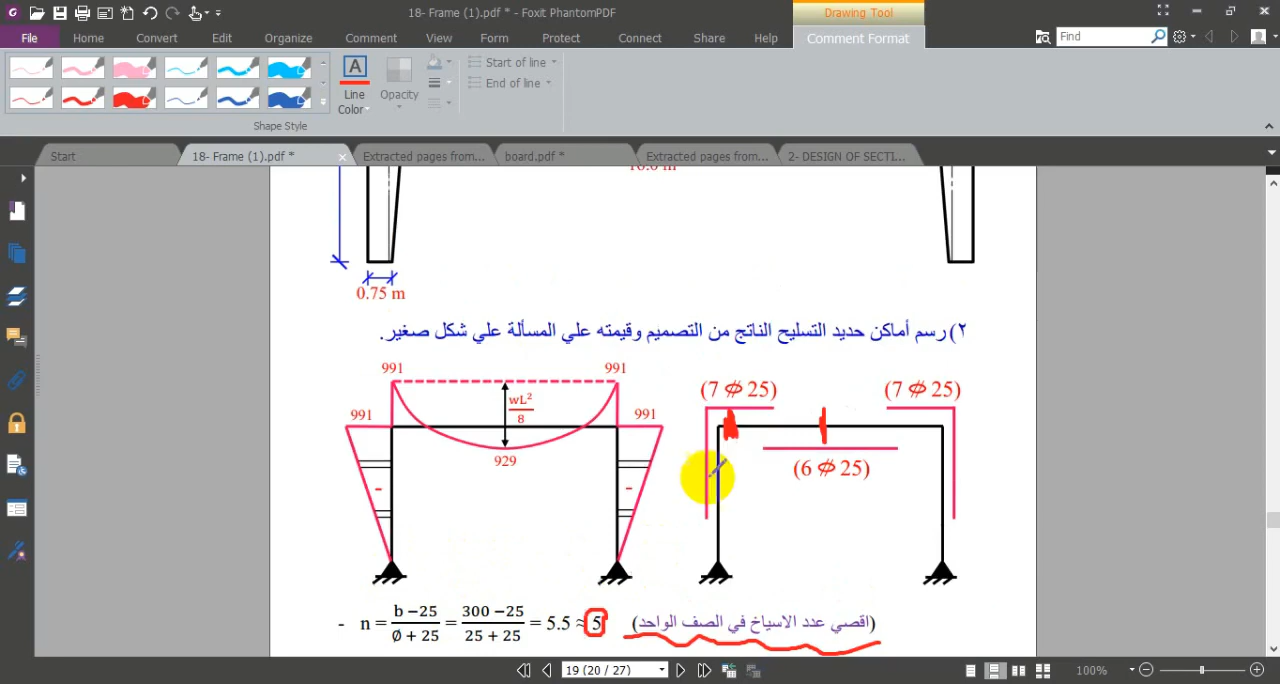 18- Frame (1).pdf * - Foxit PhantomPDF
Drawing Tool
File Home Convert Edit Organize Comment View Form Protect Connect Share Help Comment Format
Find
A
Line Color
Opacity
Start of line
End of line
Shape Style
Start
18- Frame (1).pdf *
Extracted pages from...
board.pdf *
Extracted pages from...
2- DESIGN OF SECTI...
0.75 m
٢) رسم أماكن حديد التسليح الناتج من التصميم وقيمته علي المسألة علي شكل صغير.
991 991
991 991
wL²/8
929
- -
(7 ⌀ 25) (7 ⌀ 25)
(6 ⌀ 25)
- n = (b −25)/(Ø + 25) = (300 −25)/(25 + 25) = 5.5 ≈ 5 (اقصي عدد الاسياخ في الصف الواحد)
19 (20 / 27)
100%